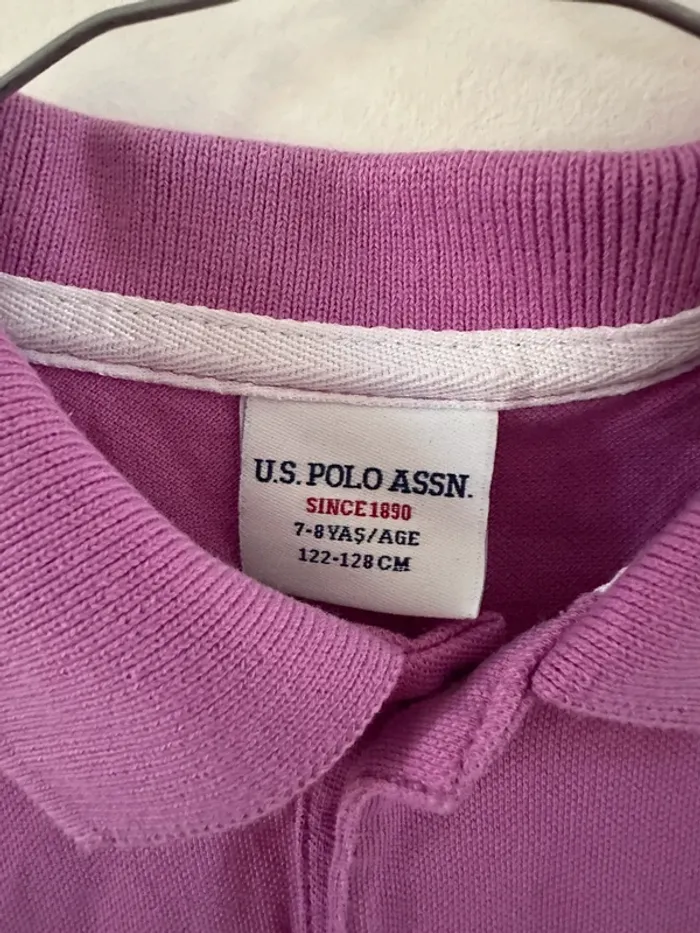 U.S. POLO ASSN.
SINCE 1890
7-8 YAŞ/AGE
122-128 CM